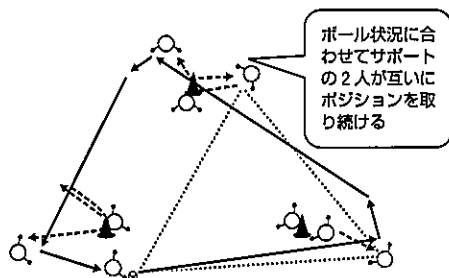 ボール状況に合
わせてサポート
の2人が互いに
ポジションを取
り続ける